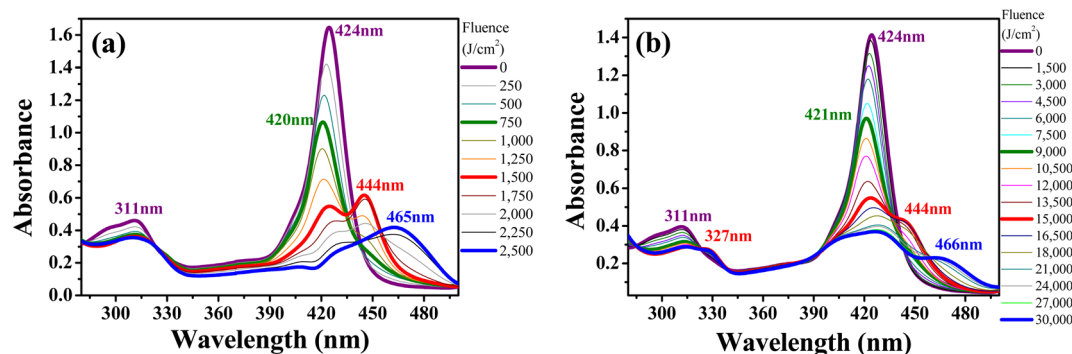 (a)
424nm
420nm
444nm
465nm
311nm
Absorbance
1.6
1.4
1.2
1.0
0.8
0.6
0.4
0.2
0.0
300
330
360
390
420
450
480
Wavelength (nm)
Fluence
(J/cm²)
0
250
500
750
1,000
1,250
1,500
1,750
2,000
2,250
2,500
(b)
424nm
421nm
444nm
466nm
311nm
327nm
Absorbance
1.4
1.2
1.0
0.8
0.6
0.4
0.2
300
330
360
390
420
450
480
Wavelength (nm)
Fluence
(J/cm²)
0
1,500
3,000
4,500
6,000
7,500
9,000
10,500
12,000
13,500
15,000
16,500
18,000
21,000
24,000
27,000
30,000